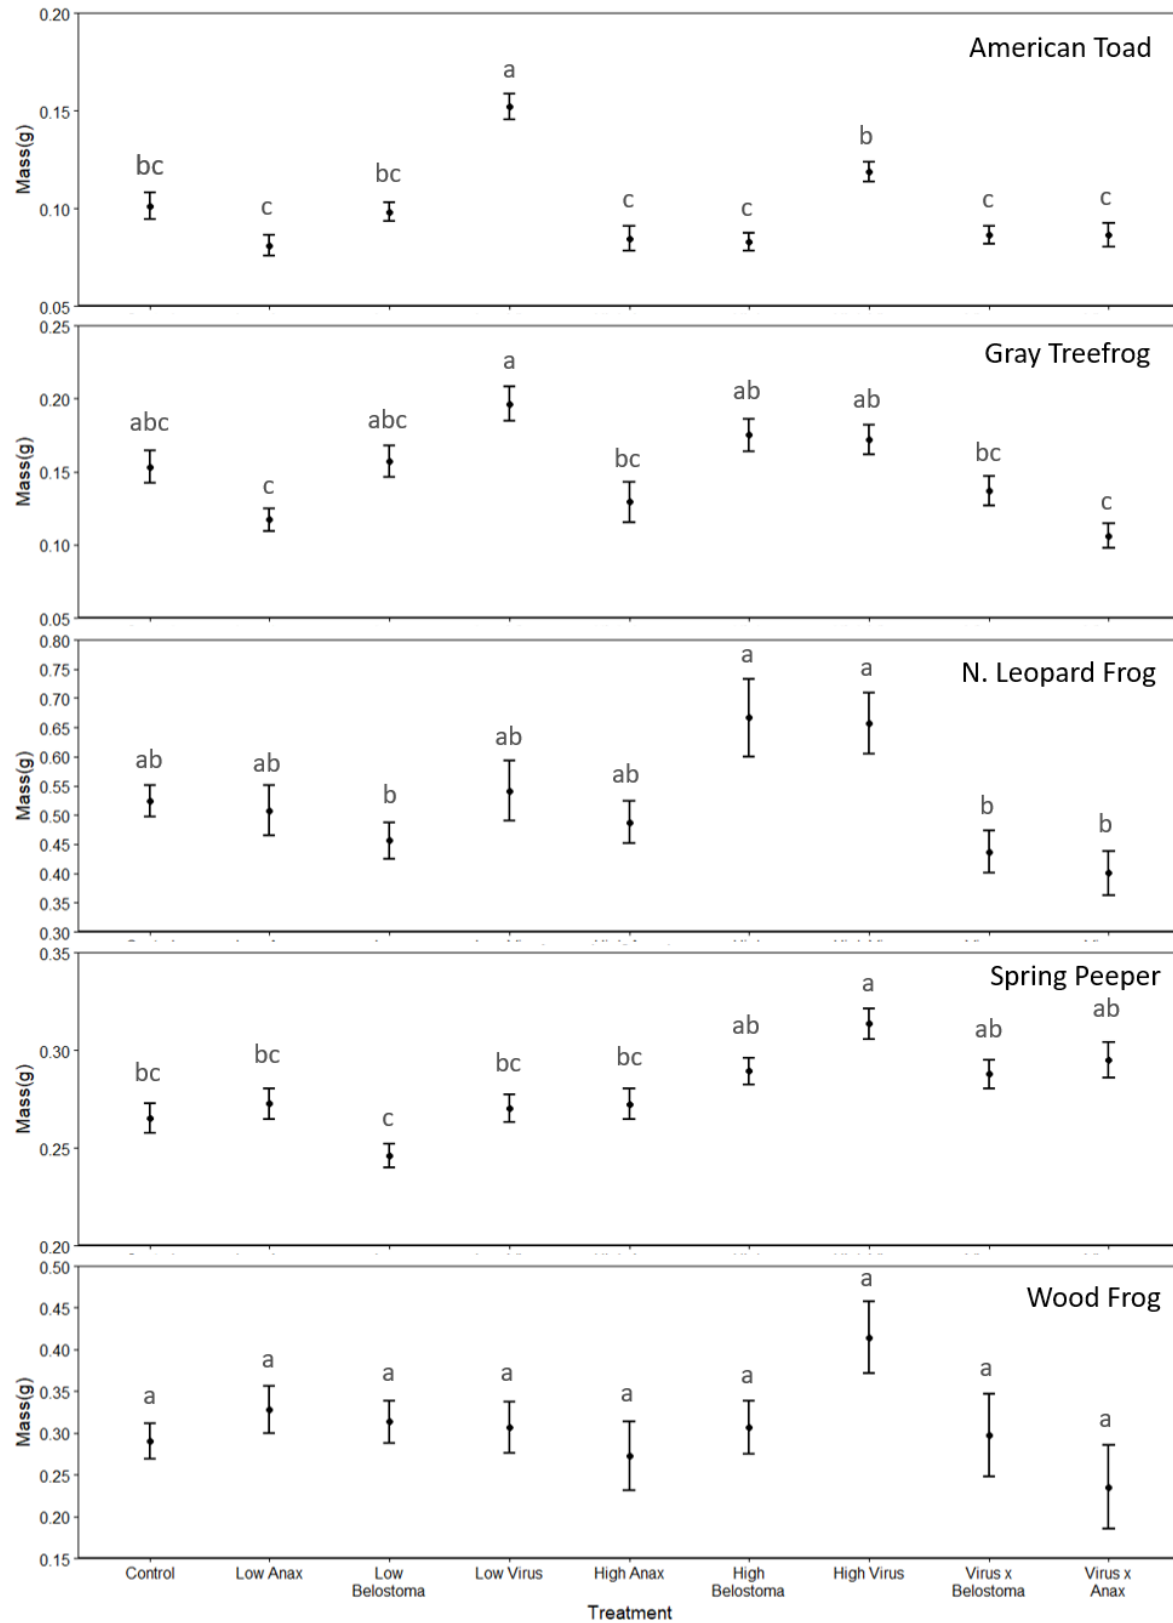 0.20
American Toad
a
0.15
b
bc
bc
c
c
c
c
c
0.10
0.05
Mass(g)
0.25
Gray Treefrog
a
0.20
ab
ab
abc
abc
bc
bc
c
c
0.15
0.10
0.05
Mass(g)
0.80
N. Leopard Frog
a
a
0.75
0.70
0.65
ab
ab
ab
ab
0.60
0.55
b
b
b
0.50
0.45
0.40
0.35
0.30
Mass(g)
0.35
Spring Peeper
a
ab
ab
ab
0.30
bc
bc
bc
bc
c
0.25
0.20
Mass(g)
0.50
Wood Frog
a
0.45
0.40
a
a
a
a
a
a
a
a
0.35
0.30
0.25
0.20
0.15
Mass(g)
Control Low Anax Low Belostoma Low Virus High Anax High Belostoma High Virus Virus x Belostoma Virus x Anax
Treatment